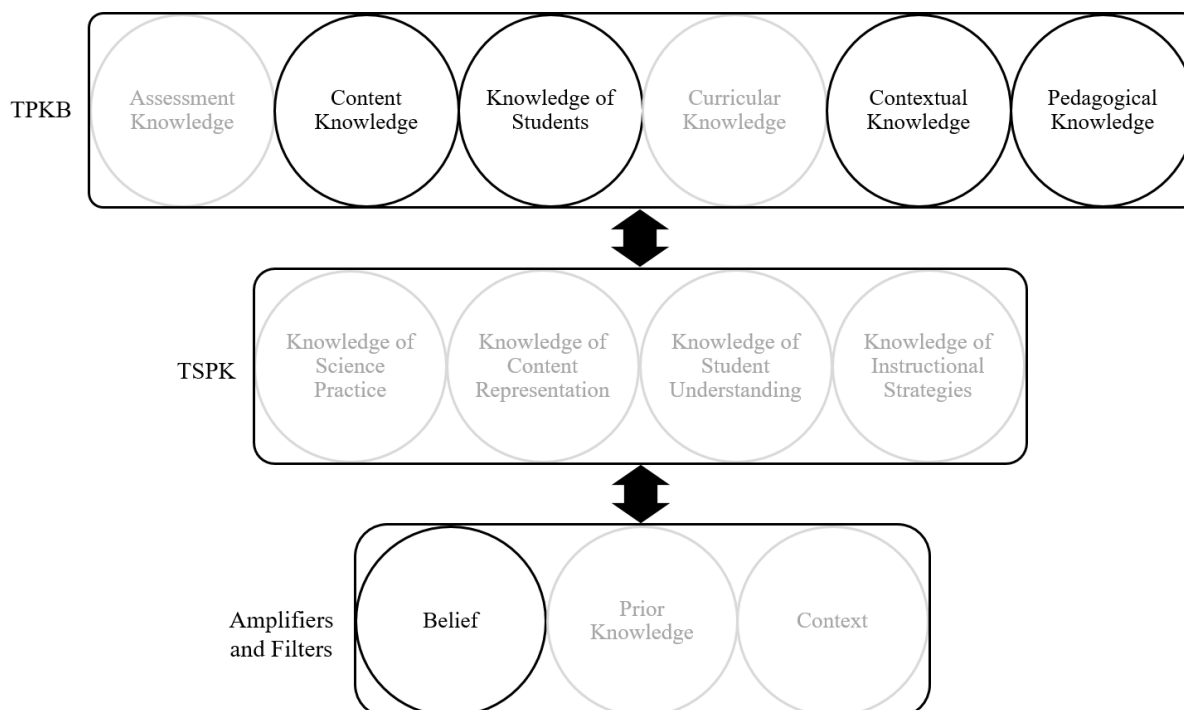 TPKB
Assessment
Knowledge
Content
Knowledge
Knowledge of
Students
Curricular
Knowledge
Contextual
Knowledge
Pedagogical
Knowledge
TSPK
Knowledge of
Science
Practice
Knowledge of
Content
Representation
Knowledge of
Student
Understanding
Knowledge of
Instructional
Strategies
Amplifiers
and Filters
Belief
Prior
Knowledge
Context